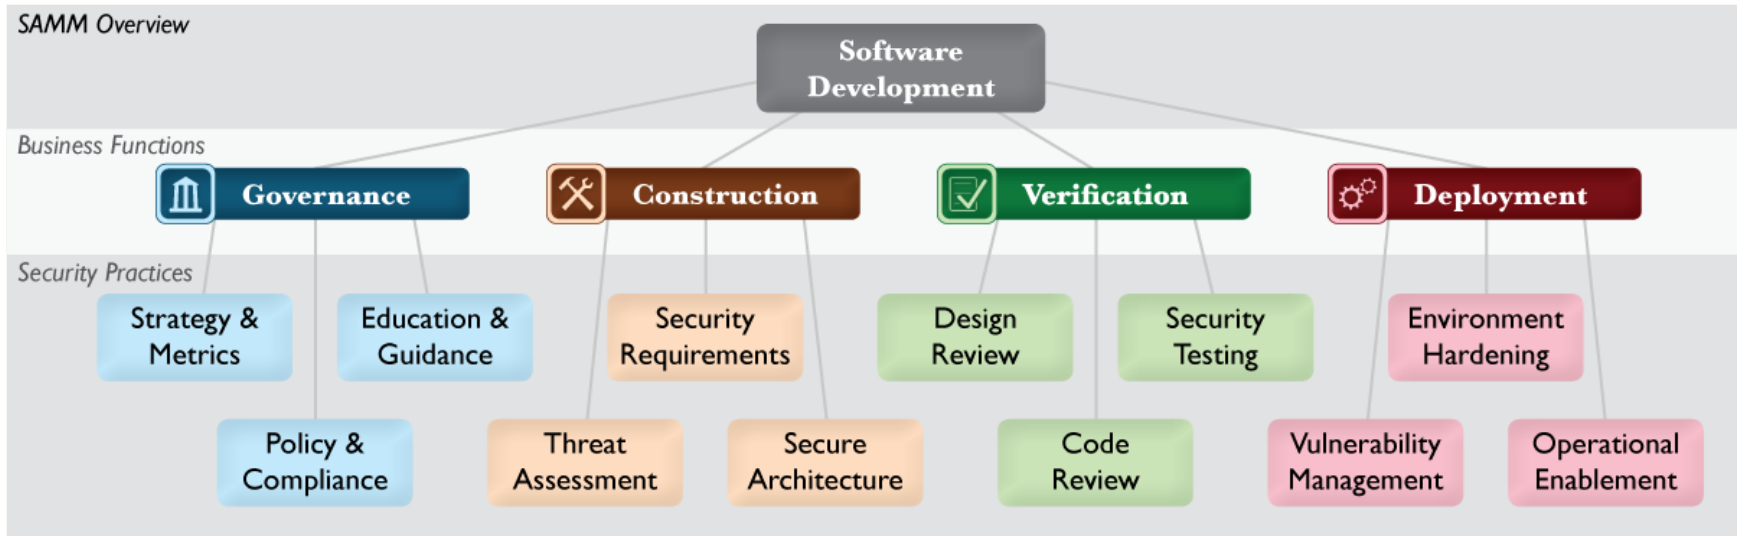 SAMM Overview
Software
Development
Business Functions
Governance
Construction
Verification
Deployment
Security Practices
Strategy &
Metrics
Education &
Guidance
Security
Requirements
Design
Review
Security
Testing
Environment
Hardening
Policy &
Compliance
Threat
Assessment
Secure
Architecture
Code
Review
Vulnerability
Management
Operational
Enablement